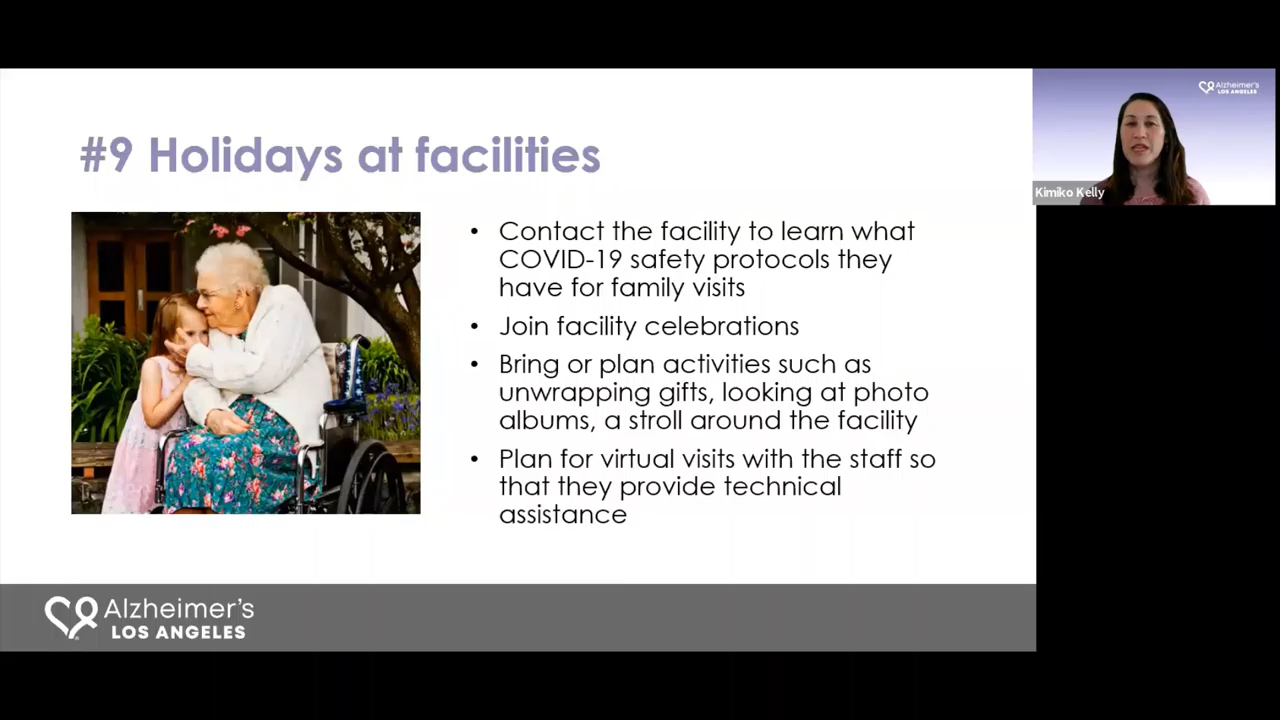 #9 Holidays at facilities
• Contact the facility to learn what
COVID-19 safety protocols they
have for family visits
• Join facility celebrations
• Bring or plan activities such as
unwrapping gifts, looking at photo
albums, a stroll around the facility
• Plan for virtual visits with the staff so
that they provide technical
assistance
Alzheimer's
LOS ANGELES
Alzheimer's
LOS ANGELES
Kimiko Kelly